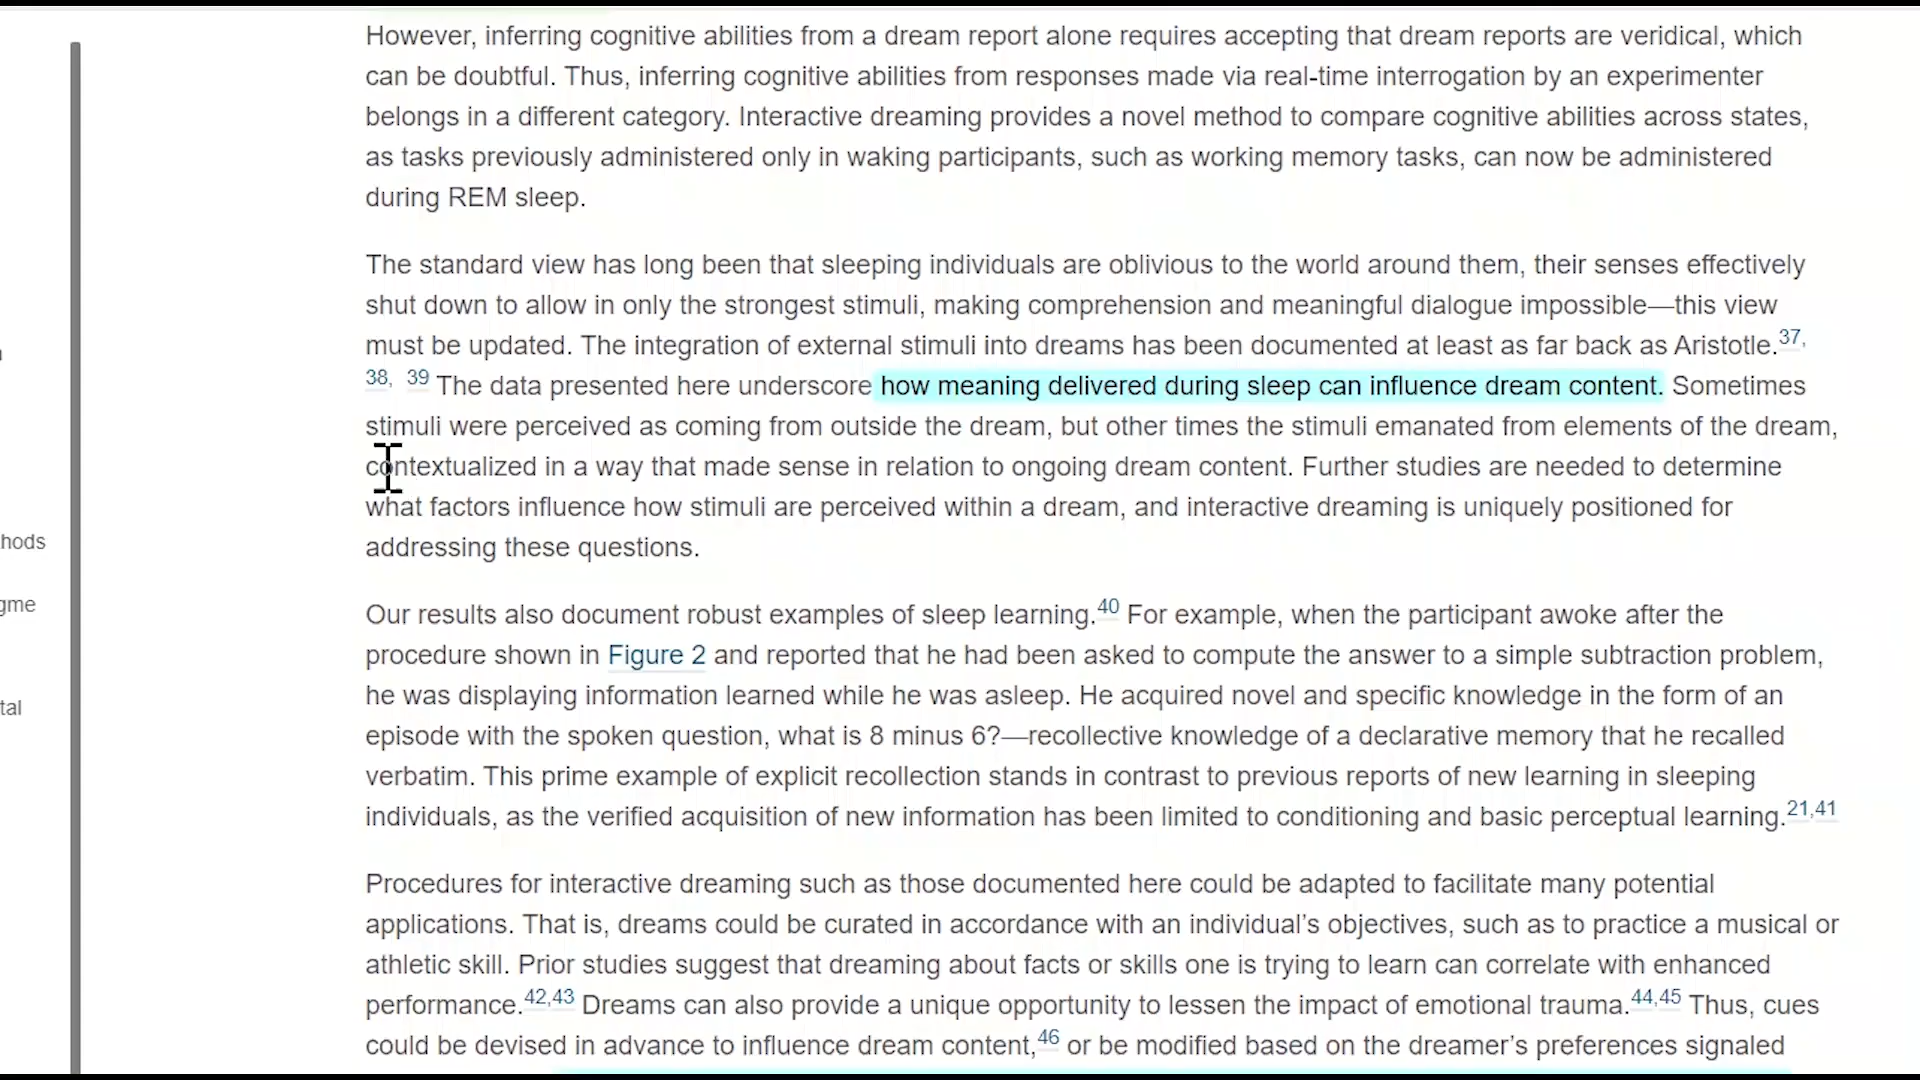 However, inferring cognitive abilities from a dream report alone requires accepting that dream reports are veridical, which
can be doubtful. Thus, inferring cognitive abilities from responses made via real-time interrogation by an experimenter
belongs in a different category. Interactive dreaming provides a novel method to compare cognitive abilities across states,
as tasks previously administered only in waking participants, such as working memory tasks, can now be administered
during REM sleep.
The standard view has long been that sleeping individuals are oblivious to the world around them, their senses effectively
shut down to allow in only the strongest stimuli, making comprehension and meaningful dialogue impossible—this view
must be updated. The integration of external stimuli into dreams has been documented at least as far back as Aristotle.37,
38, 39 The data presented here underscore how meaning delivered during sleep can influence dream content. Sometimes
stimuli were perceived as coming from outside the dream, but other times the stimuli emanated from elements of the dream,
contextualized in a way that made sense in relation to ongoing dream content. Further studies are needed to determine
what factors influence how stimuli are perceived within a dream, and interactive dreaming is uniquely positioned for
hods
addressing these questions.
gme
Our results also document robust examples of sleep learning.40 For example, when the participant awoke after the
procedure shown in Figure 2 and reported that he had been asked to compute the answer to a simple subtraction problem,
he was displaying information learned while he was asleep. He acquired novel and specific knowledge in the form of an
tal
episode with the spoken question, what is 8 minus 6?—recollective knowledge of a declarative memory that he recalled
verbatim. This prime example of explicit recollection stands in contrast to previous reports of new learning in sleeping
individuals, as the verified acquisition of new information has been limited to conditioning and basic perceptual learning.21,41
Procedures for interactive dreaming such as those documented here could be adapted to facilitate many potential
applications. That is, dreams could be curated in accordance with an individual's objectives, such as to practice a musical or
athletic skill. Prior studies suggest that dreaming about facts or skills one is trying to learn can correlate with enhanced
performance.42,43 Dreams can also provide a unique opportunity to lessen the impact of emotional trauma.44,45 Thus, cues
could be devised in advance to influence dream content,46 or be modified based on the dreamer's preferences signaled